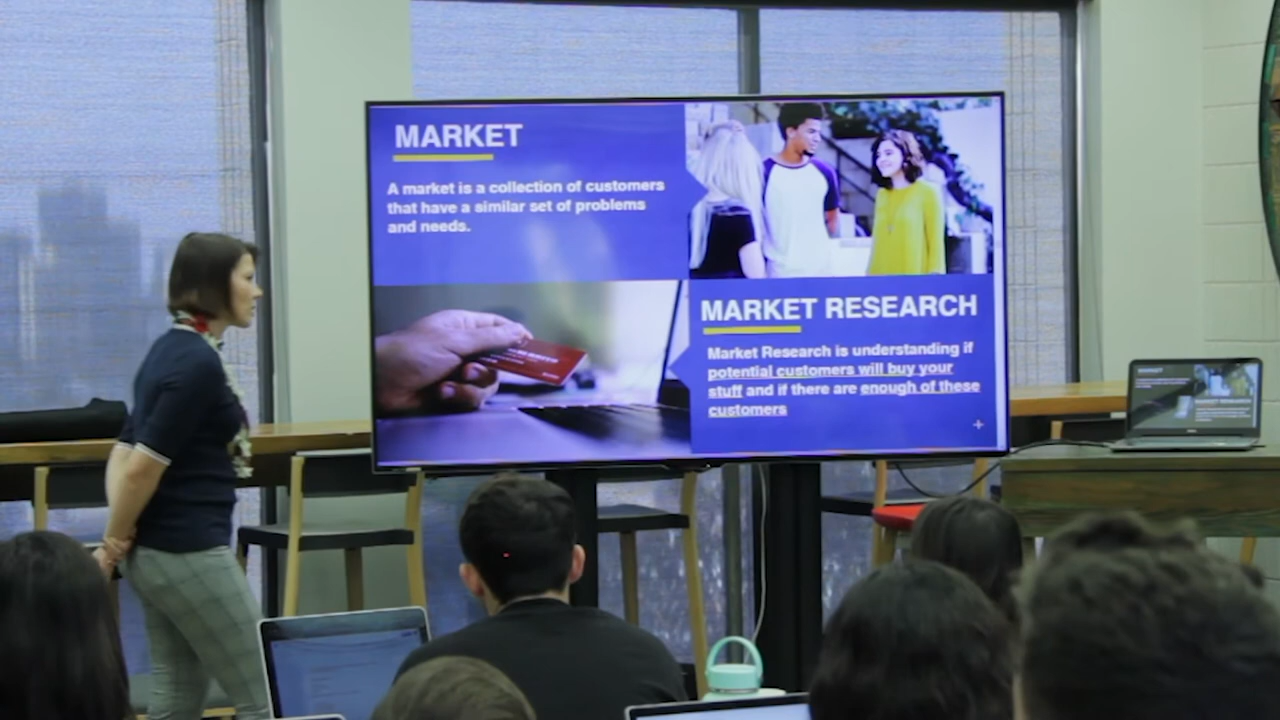 MARKET
A market is a collection of customers
that have a similar set of problems
and needs.
MARKET RESEARCH
Market Research is understanding if
potential customers will buy your
stuff and if there are enough of these
customers